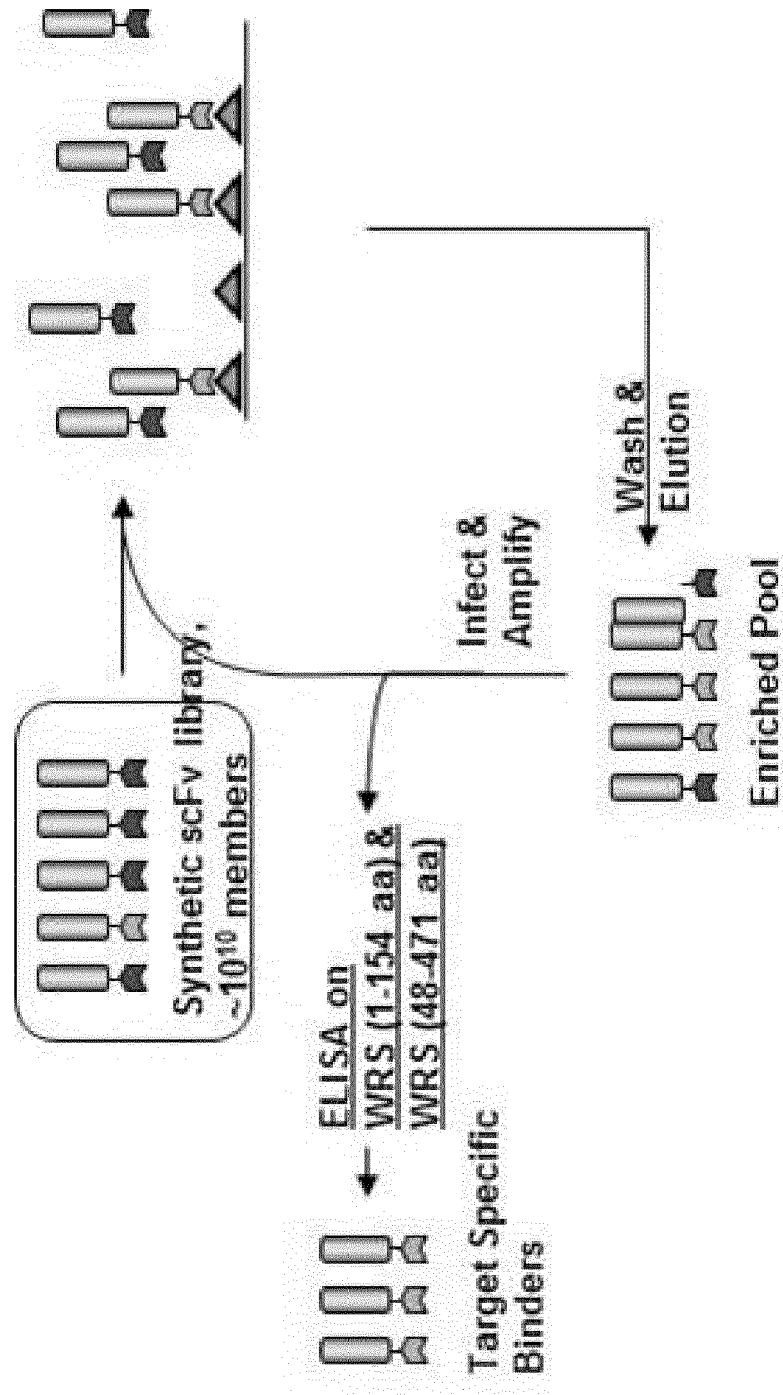 Synthetic scFv library,
~10¹⁰ members
Wash &
Elution
Enriched Pool
Infect &
Amplify
ELISA on
WRS (1-154 aa) &
WRS (48-471 aa)
Target Specific
Binders